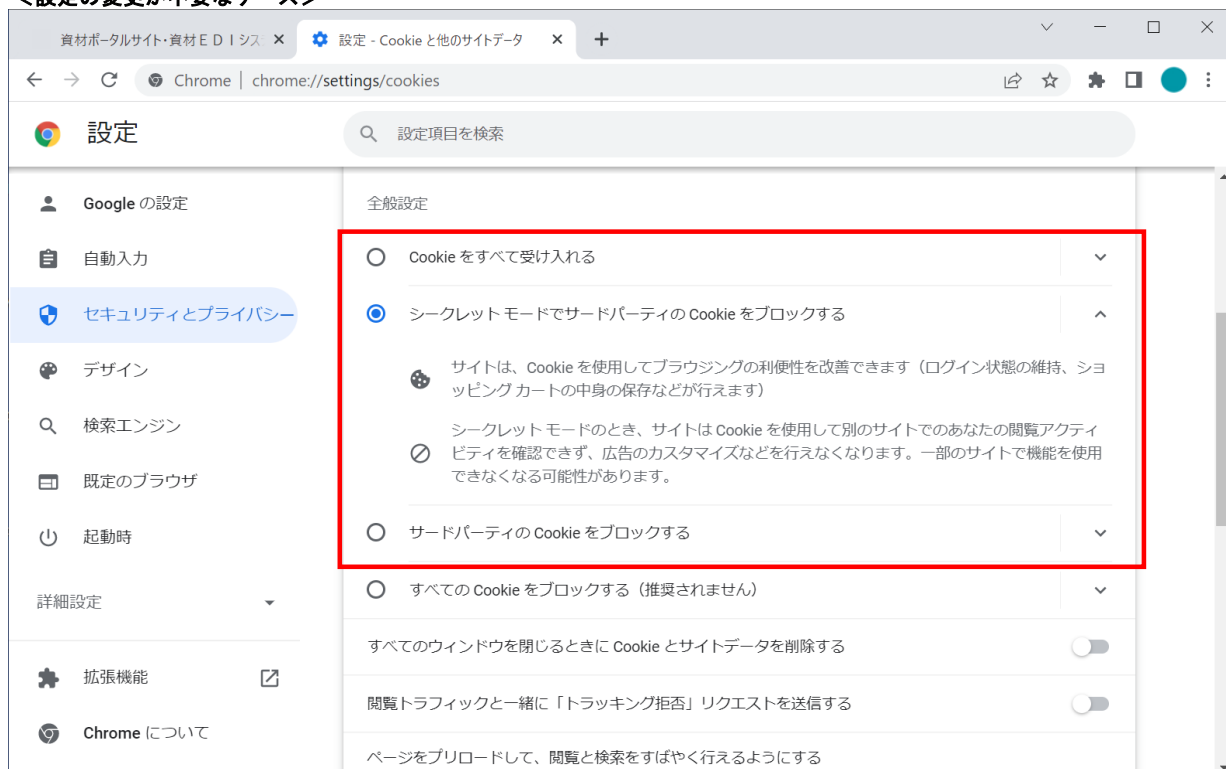 ＜設定の変更が不要なケース＞
資材ポータルサイト・資材ＥＤＩシス
設定 - Cookie と他のサイトデータ
Chrome | chrome://settings/cookies
設定
設定項目を検索
Google の設定
自動入力
セキュリティとプライバシー
デザイン
検索エンジン
既定のブラウザ
起動時
詳細設定
拡張機能
Chrome について
全般設定
Cookie をすべて受け入れる
シークレット モードでサードパーティの Cookie をブロックする
サイトは、Cookie を使用してブラウジングの利便性を改善できます（ログイン状態の維持、ショ
ッピング カートの中身の保存などが行えます）
シークレット モードのとき、サイトは Cookie を使用して別のサイトでのあなたの閲覧アクティ
ビティを確認できず、広告のカスタマイズなどを行えなくなります。一部のサイトで機能を使用
できなくなる可能性があります。
サードパーティの Cookie をブロックする
すべての Cookie をブロックする（推奨されません）
すべてのウィンドウを閉じるときに Cookie とサイトデータを削除する
閲覧トラフィックと一緒に「トラッキング拒否」リクエストを送信する
ページをプリロードして、閲覧と検索をすばやく行えるようにする